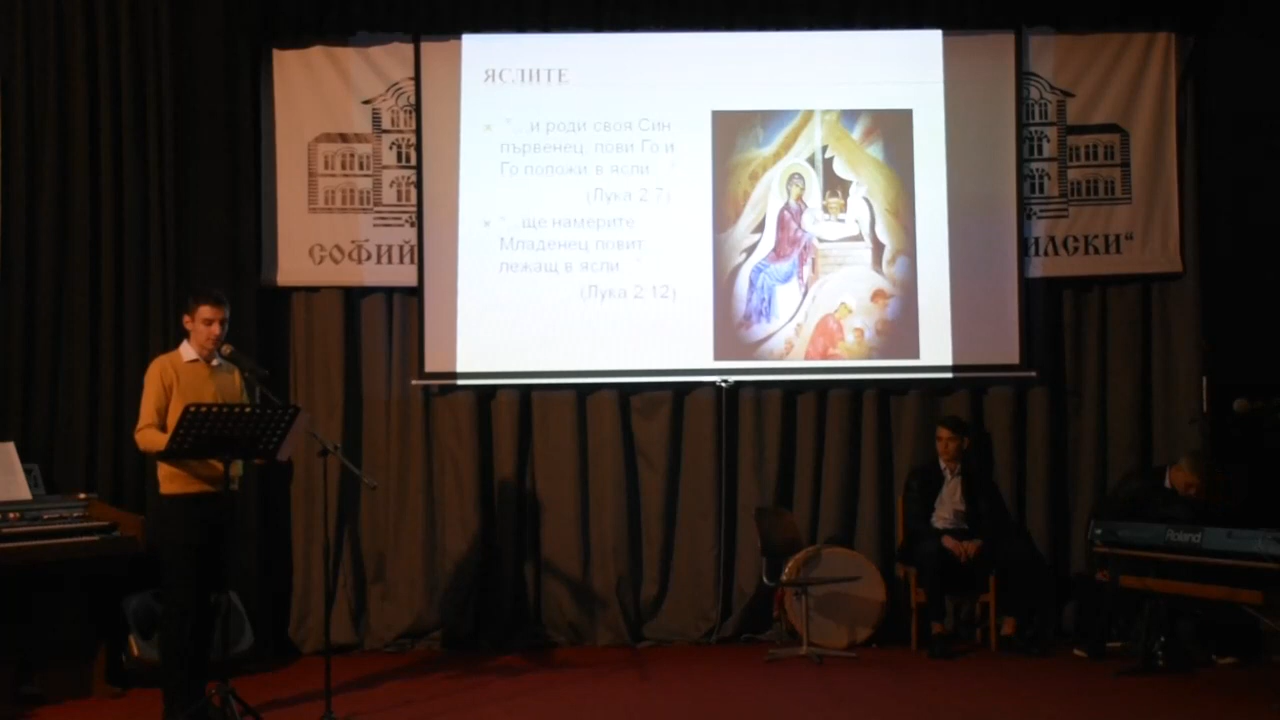 ЯСЛИТЕ
"... и роди своя Син
първенец, пови Го и
Го положи в ясли..."
(Лука 2:7)
"...ще намерите
Младенец повит,
лежащ в ясли..."
(Лука 2:12)
СОФИЙ
ИЛСКИ“
Roland